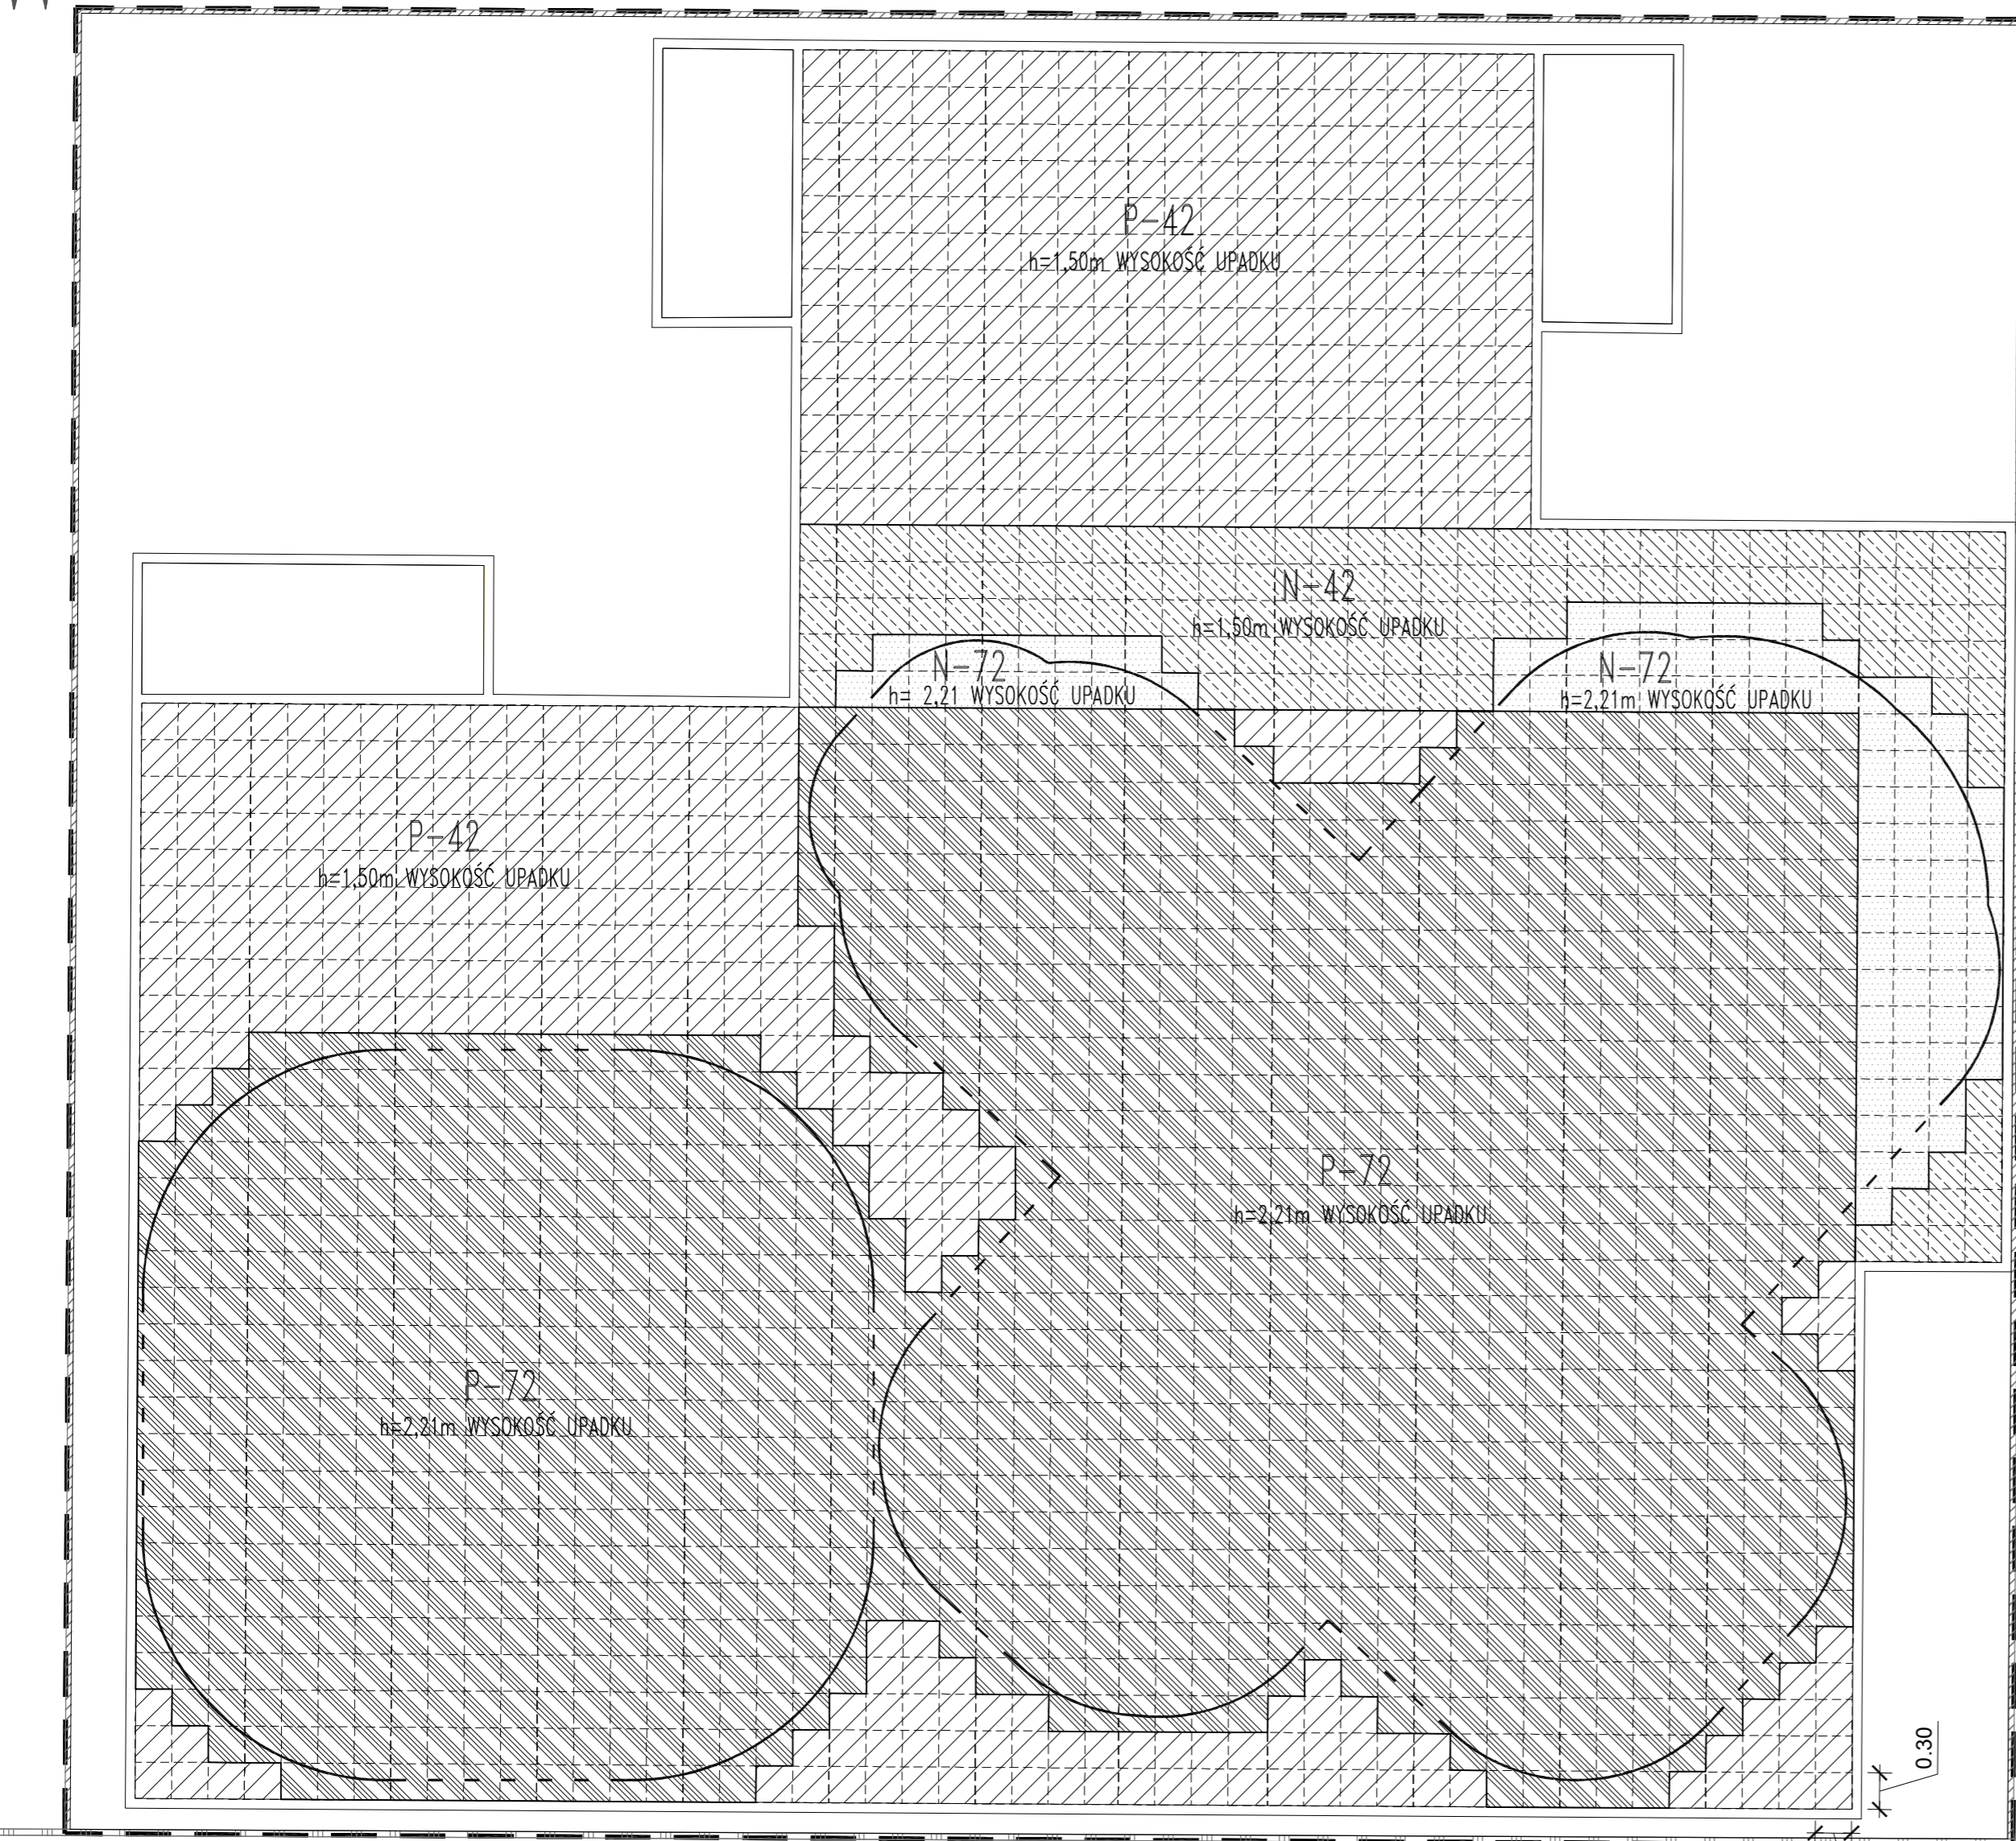 P-42
h=1,50m WYSOKOŚĆ UPADKU
N-42
h=1,50m WYSOKOŚĆ UPADKU
N-72
h= 2,21 WYSOKOŚĆ UPADKU
N-72
h=2,21m WYSOKOŚĆ UPADKU
P-42
h=1,50m WYSOKOŚĆ UPADKU
P-72
h=2,21m WYSOKOŚĆ UPADKU
P-72
h=2,21m WYSOKOŚĆ UPADKU
0.30